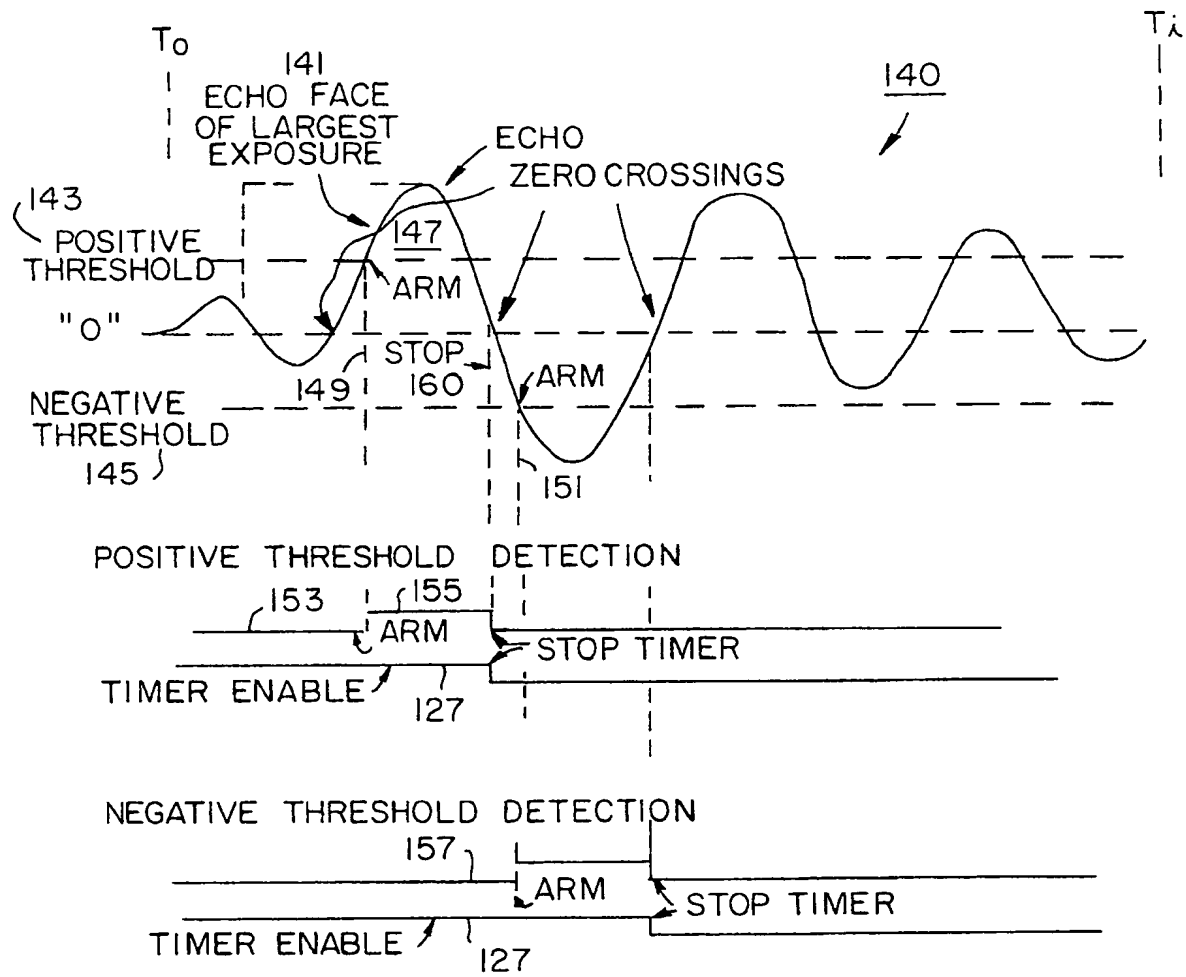 To
Ti
141
ECHO FACE
OF LARGEST
EXPOSURE
140
ECHO
ZERO CROSSINGS
143
POSITIVE
THRESHOLD
147
ARM
"O"
149
STOP
160
ARM
NEGATIVE
THRESHOLD
145
151
POSITIVE THRESHOLD DETECTION
153
155
ARM
STOP TIMER
TIMER ENABLE
127
NEGATIVE THRESHOLD DETECTION
157
ARM
STOP TIMER
TIMER ENABLE
127